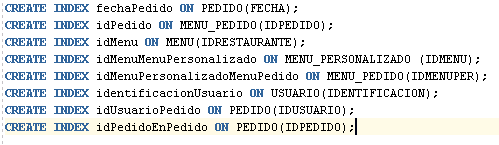 CREATE INDEX fechaPedido ON PEDIDO(FECHA);
CREATE INDEX idPedido ON MENU_PEDIDO(IDPEDIDO);
CREATE INDEX idMenu ON MENU(IDRESTAURANTE);
CREATE INDEX idMenuMenuPersonalizado ON MENU_PERSONALIZADO (IDMENU);
CREATE INDEX idMenuPersonalizadoMenuPedido ON MENU_PEDIDO(IDMENUPER);
CREATE INDEX identificacionUsuario ON USUARIO(IDENTIFICACION);
CREATE INDEX idUsuarioPedido ON PEDIDO(IDUSUARIO);
CREATE INDEX idPedidoEnPedido ON PEDIDO(IDPEDIDO);